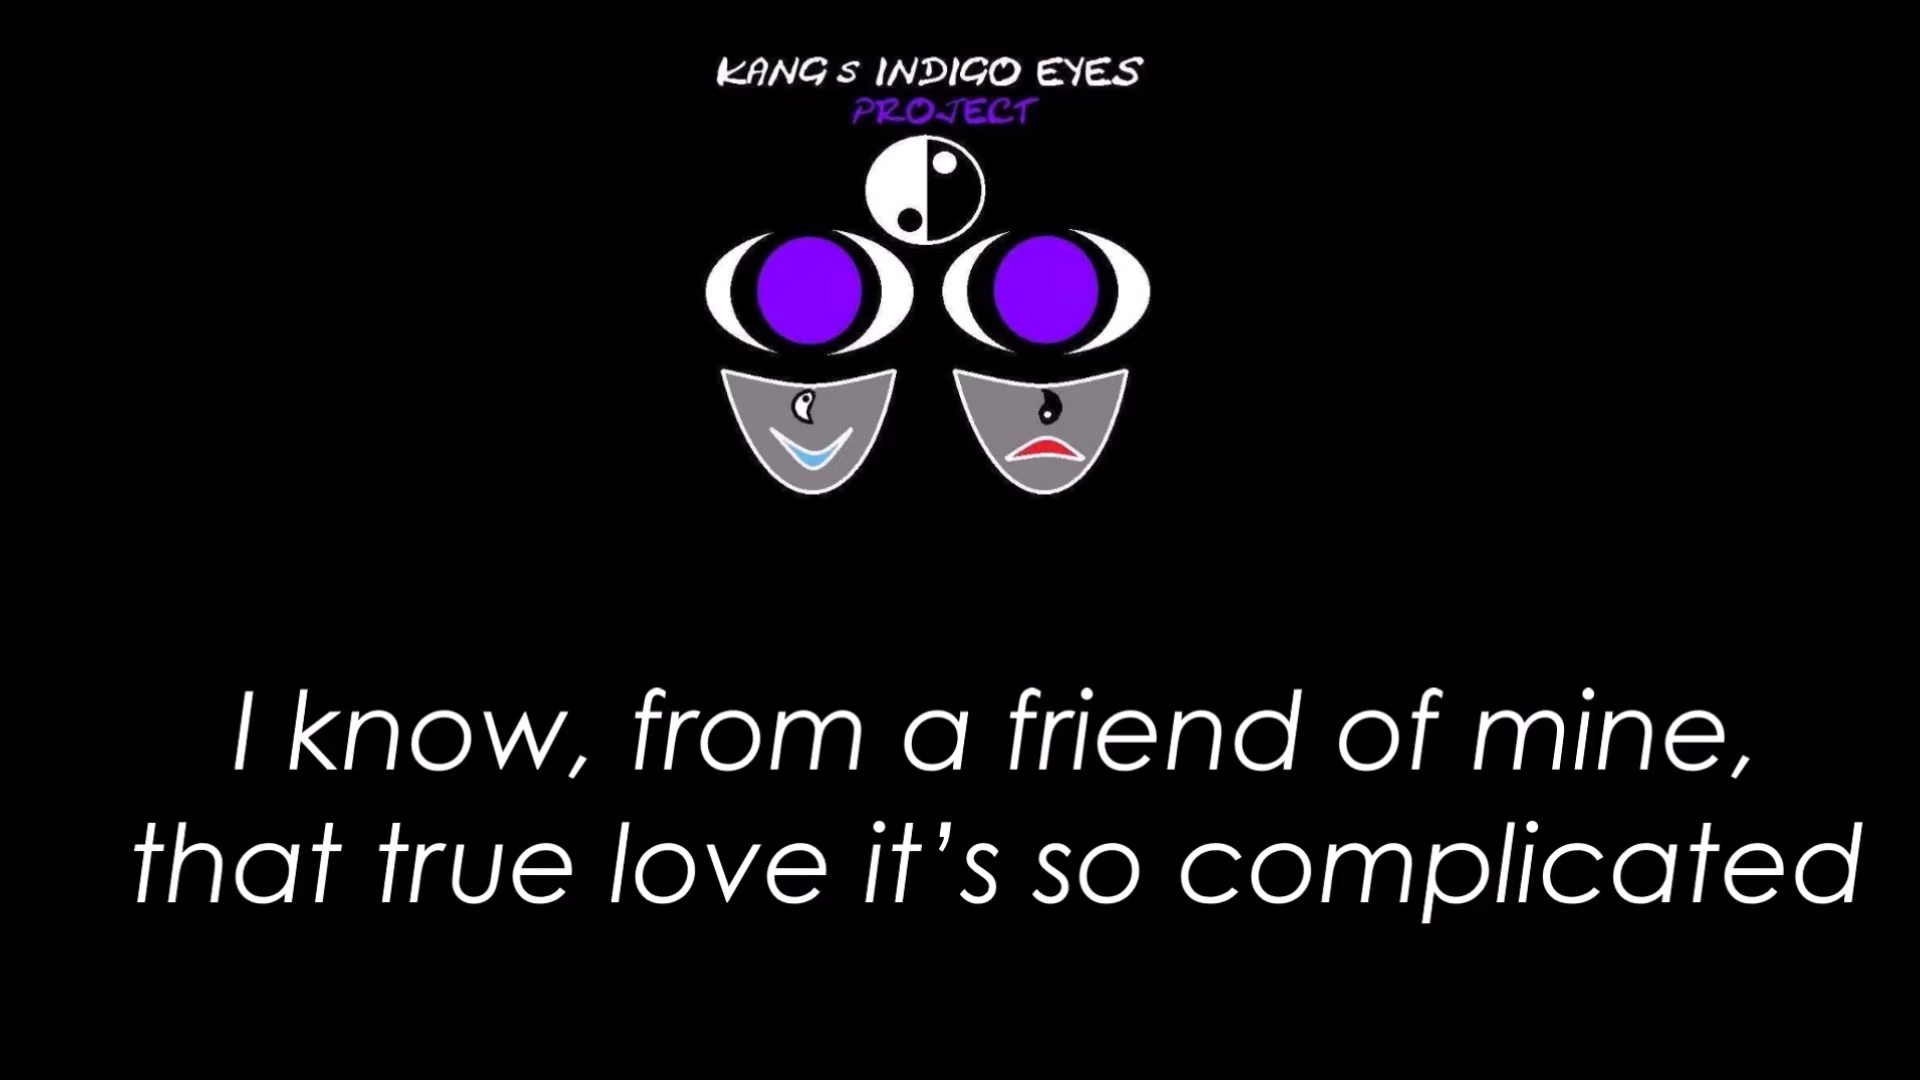 KANG s INDIGO EYES
PROJECT
I know, from a friend of mine,
that true love it’s so complicated